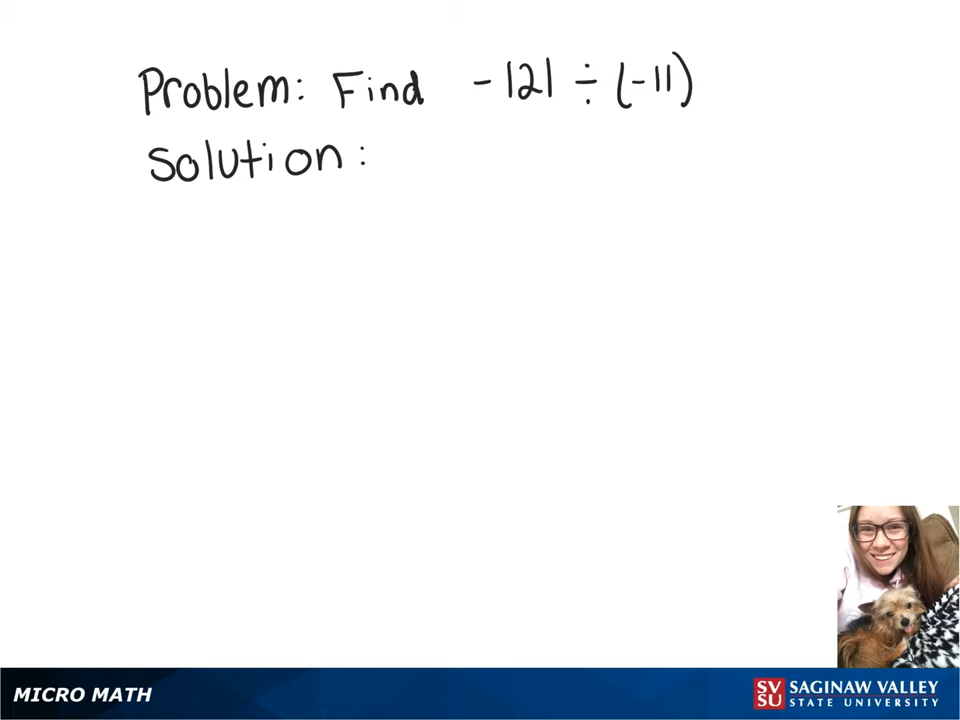 Problem: Find -121 ÷ (-11)
Solution:
MICRO MATH
SV
SU
SAGINAW VALLEY
STATE UNIVERSITY